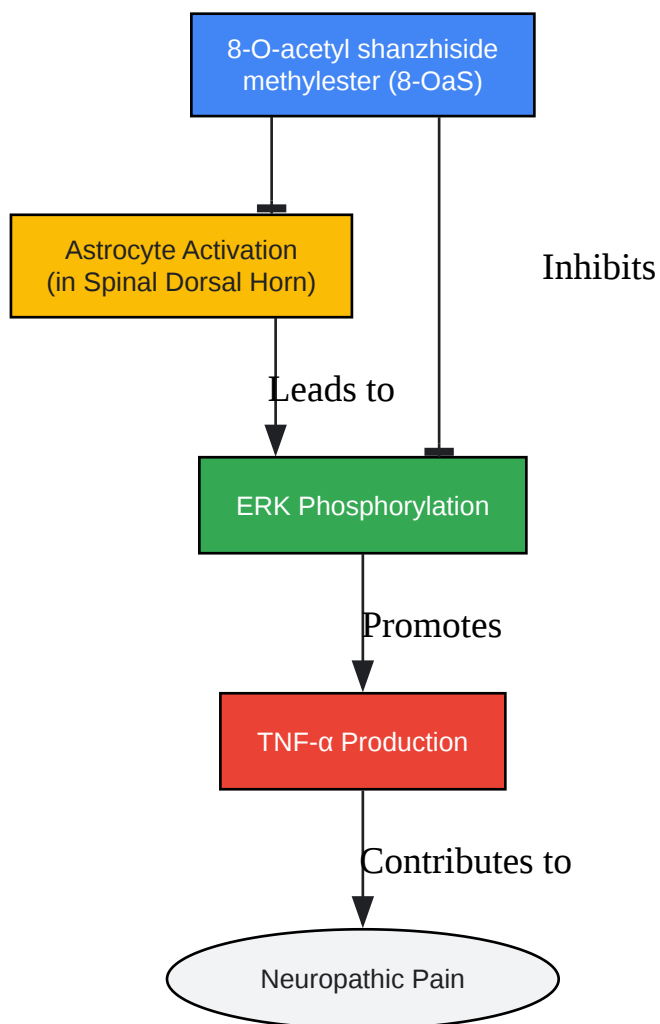 8-O-acetyl shanzhiside
methylester (8-OaS)
Astrocyte Activation
(in Spinal Dorsal Horn)
Inhibits
Leads to
ERK Phosphorylation
Promotes
TNF-α Production
Contributes to
Neuropathic Pain